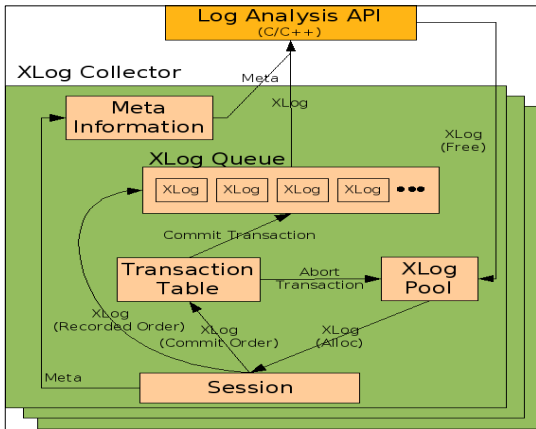 Log Analysis API
(C/C++)
XLog Collector
Meta
XLog
Meta
Information
XLog
(Free)
XLog Queue
XLog XLog XLog XLog
Commit Transaction
Transaction
Table
Abort
Transaction
XLog
Pool
XLog
(Recorded Order)
XLog
(Commit Order)
XLog
(Alloc)
Meta
Session